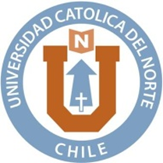 UNIVERSIDAD CATOLICA DEL NORTE
N
U
CHILE